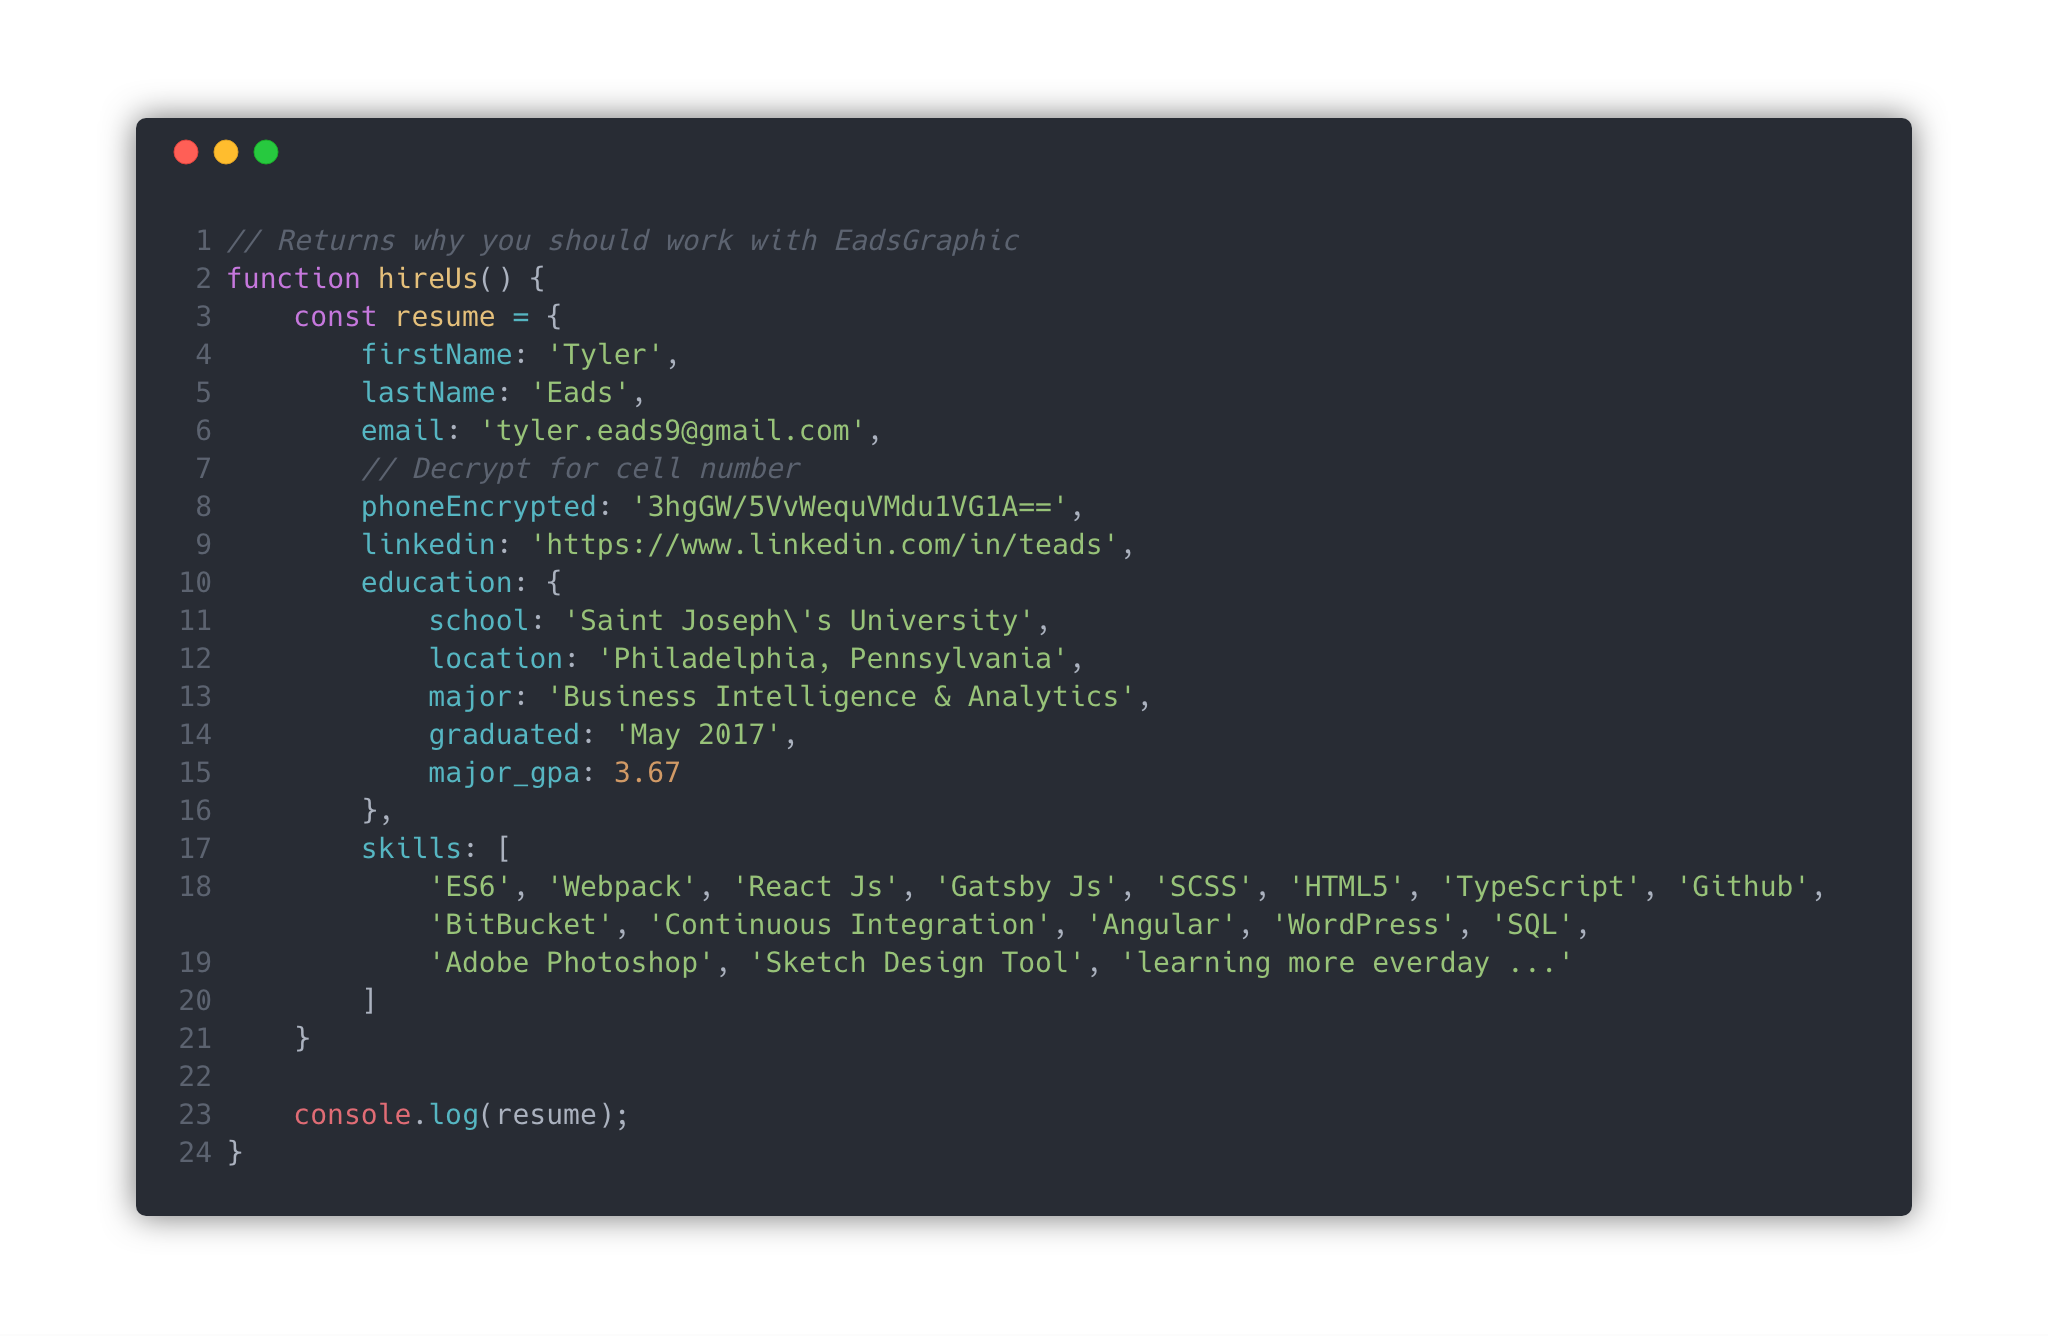 1 // Returns why you should work with EadsGraphic
2 function hireUs() {
3     const resume = {
4         firstName: 'Tyler',
5         lastName: 'Eads',
6         email: 'tyler.eads9@gmail.com',
7         // Decrypt for cell number
8         phoneEncrypted: '3hgGW/5VvWequVMdu1VG1A==',
9         linkedin: 'https://www.linkedin.com/in/teads',
10         education: {
11             school: 'Saint Joseph\'s University',
12             location: 'Philadelphia, Pennsylvania',
13             major: 'Business Intelligence & Analytics',
14             graduated: 'May 2017',
15             major_gpa: 3.67
16         },
17         skills: [
18             'ES6', 'Webpack', 'React Js', 'Gatsby Js', 'SCSS', 'HTML5', 'TypeScript', 'Github',
            'BitBucket', 'Continuous Integration', 'Angular', 'WordPress', 'SQL',
19             'Adobe Photoshop', 'Sketch Design Tool', 'learning more everday ...'
20         ]
21     }
22
23     console.log(resume);
24 }